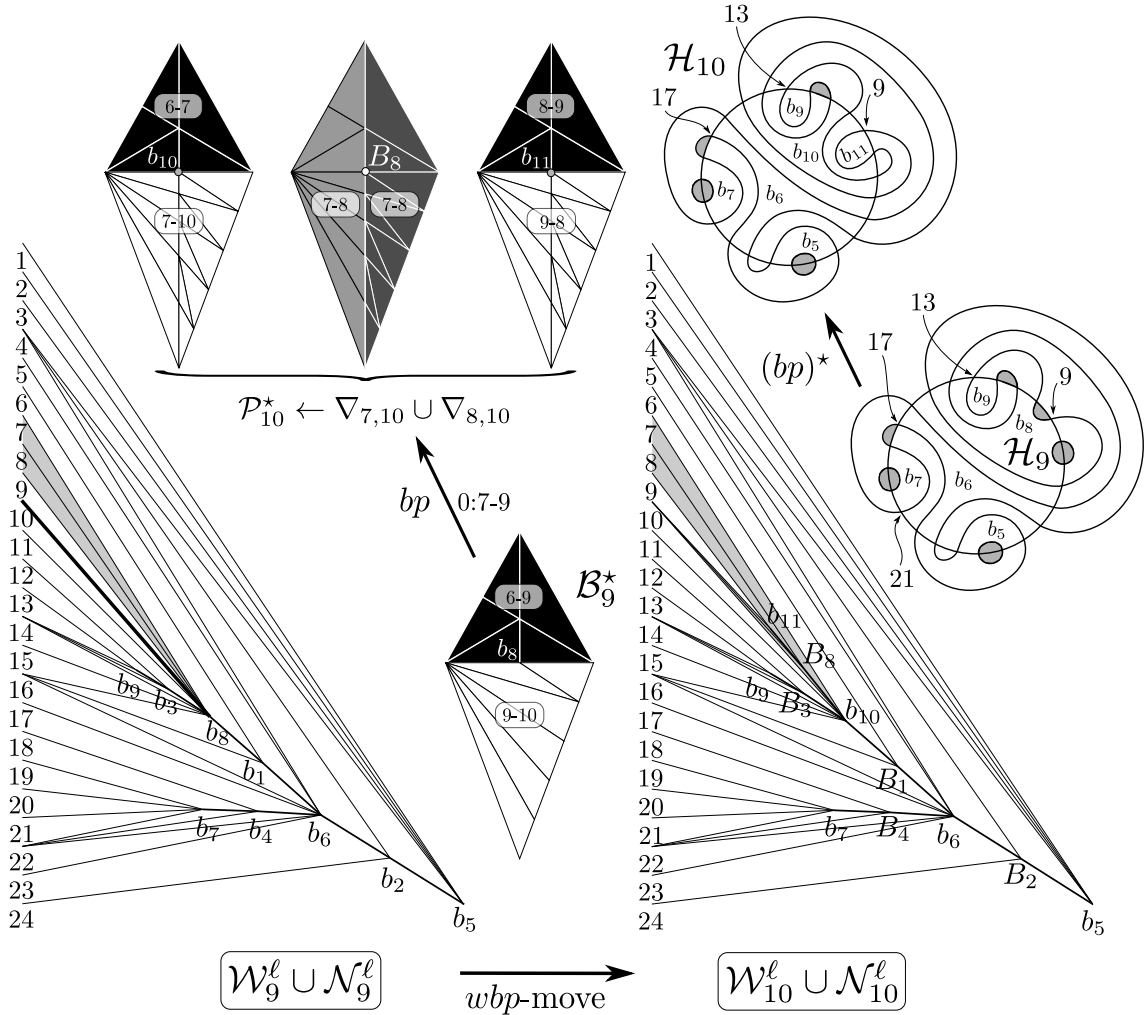 ℋ₁₀
13
9
17
b₉
b₁₁
b₁₀
b₇
b₆
b₅
6-7
b₁₀
7-10
B₈
7-8
7-8
8-9
b₁₁
9-8
𝒫₁₀^⋆ ← ∇₇,₁₀ ∪ ∇₈,₁₀
bp
0:7-9
(bp)^⋆
13
9
17
b₉
b₈
ℋ₉
b₇
b₆
b₅
21
6-9
ℬ₉^⋆
b₈
9-10
1
2
3
4
5
6
7
8
9
10
11
12
13
14
15
16
17
18
19
20
21
22
23
24
b₉
b₃
b₈
b₁
b₇
b₄
b₆
b₂
b₅
1
2
3
4
5
6
7
8
9
10
11
12
13
14
15
16
17
18
19
20
21
22
23
24
b₁₁
B₈
b₉
B₃
b₁₀
B₁
b₇
B₄
b₆
B₂
b₅
𝒲₉^ℓ ∪ 𝒩₉^ℓ
wbp-move
𝒲₁₀^ℓ ∪ 𝒩₁₀^ℓ